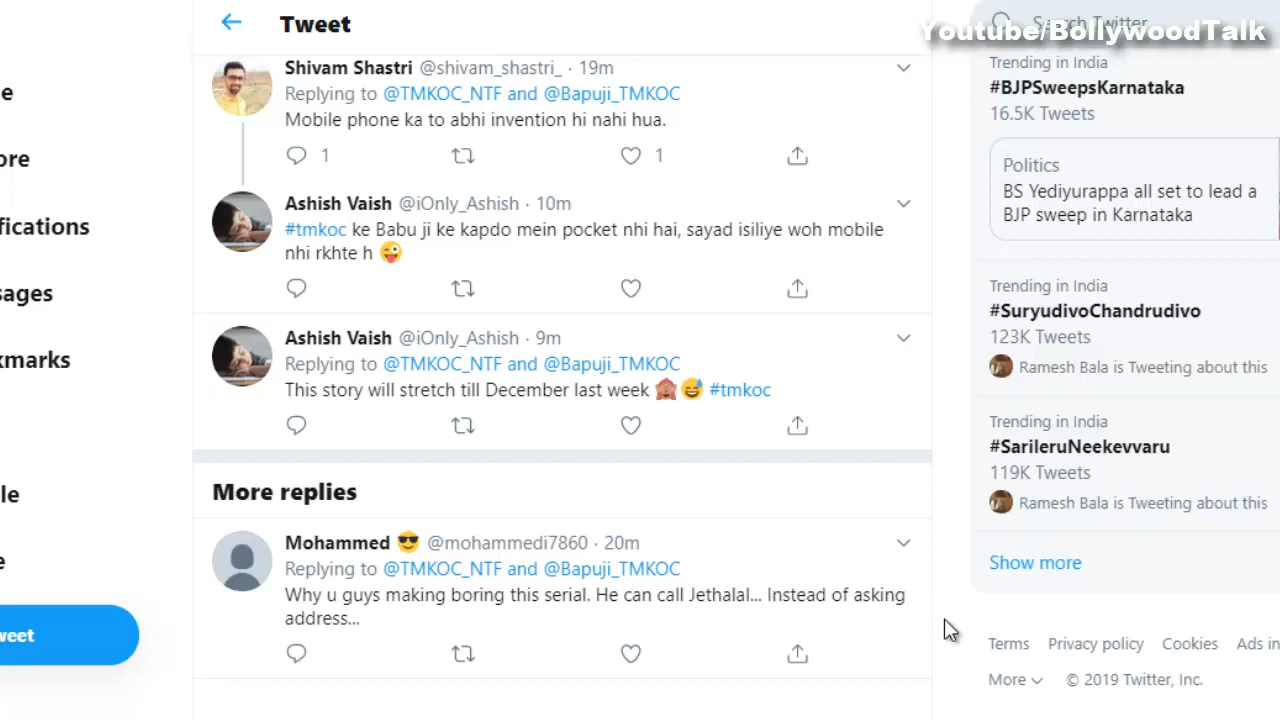 Tweet
Youtube/BollywoodTalk
Search Twitter
Shivam Shastri @shivam_shastri_ · 19m
Replying to @TMKOC_NTF and @Bapuji_TMKOC
Mobile phone ka to abhi invention hi nahi hua.
1 1
Ashish Vaish @iOnly_Ashish · 10m
#tmkoc ke Babu ji ke kapdo mein pocket nhi hai, sayad isiliye woh mobile
nhi rkhte h 😜
Ashish Vaish @iOnly_Ashish · 9m
Replying to @TMKOC_NTF and @Bapuji_TMKOC
This story will stretch till December last week 🙈😅 #tmkoc
More replies
Mohammed 😎 @mohammedi7860 · 20m
Replying to @TMKOC_NTF and @Bapuji_TMKOC
Why u guys making boring this serial. He can call Jethalal... Instead of asking
address...
e
ore
fications
sages
kmarks
le
e
weet
Trending in India
#BJPSweepsKarnataka
16.5K Tweets
Politics
BS Yediyurappa all set to lead a
BJP sweep in Karnataka
Trending in India
#SuryudivoChandrudivo
123K Tweets
Ramesh Bala is Tweeting about this
Trending in India
#SarileruNeekevvaru
119K Tweets
Ramesh Bala is Tweeting about this
Show more
Terms Privacy policy Cookies Ads in
More © 2019 Twitter, Inc.